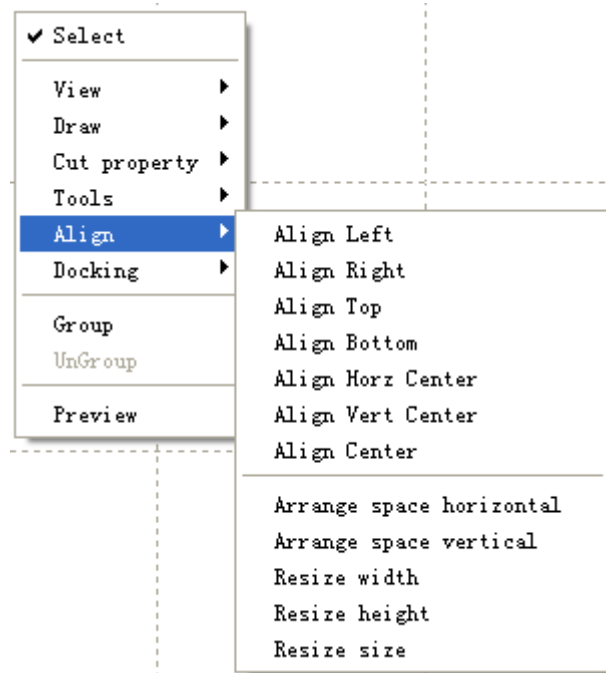 Select
View
Draw
Cut property
Tools
Align
Docking
Group
UnGroup
Preview
Align Left
Align Right
Align Top
Align Bottom
Align Horz Center
Align Vert Center
Align Center
Arrange space horizontal
Arrange space vertical
Resize width
Resize height
Resize size